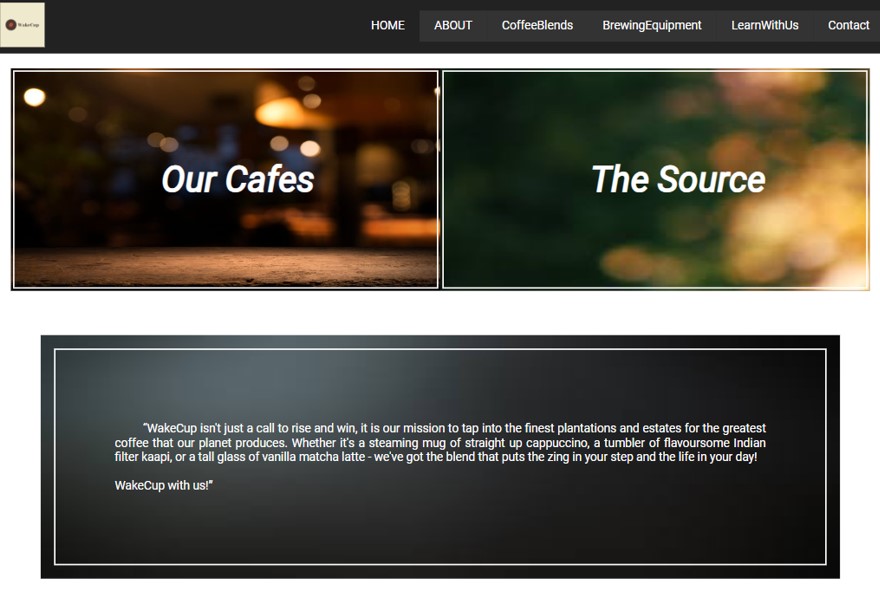 WakeCup
HOME ABOUT CoffeeBlends BrewingEquipment LearnWithUs Contact
Our Cafes The Source
“WakeCup isn't just a call to rise and win, it is our mission to tap into the finest plantations and estates for the greatest
coffee that our planet produces. Whether it's a steaming mug of straight up cappuccino, a tumbler of flavoursome Indian
filter kaapi, or a tall glass of vanilla matcha latte - we've got the blend that puts the zing in your step and the life in your day!
WakeCup with us!”